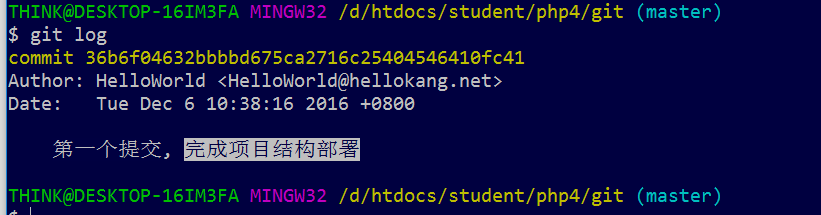 THINK@DESKTOP-16IM3FA MINGW32 /d/htdocs/student/php4/git (master)
$ git log
commit 36b6f04632bbbbd675ca2716c25404546410fc41
Author: HelloWorld <HelloWorld@hellokang.net>
Date:   Tue Dec 6 10:38:16 2016 +0800
第一个提交, 完成项目结构部署
THINK@DESKTOP-16IM3FA MINGW32 /d/htdocs/student/php4/git (master)
$